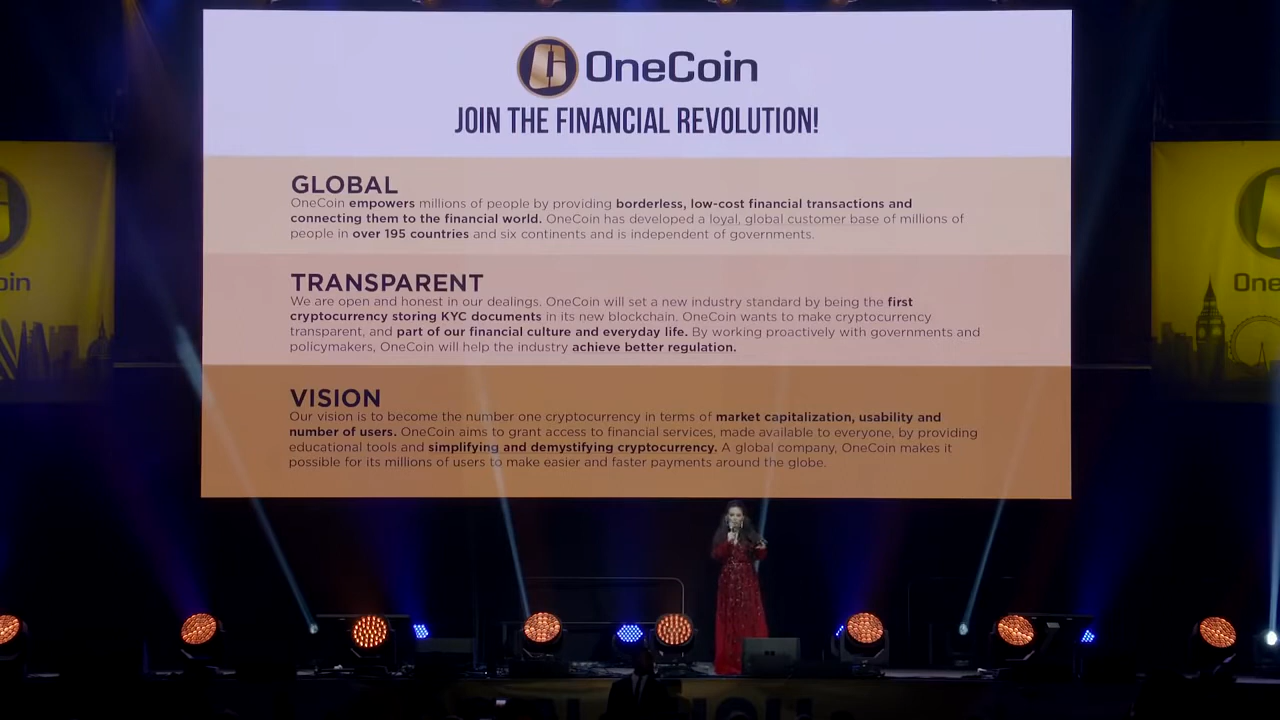 OneCoin
JOIN THE FINANCIAL REVOLUTION!
GLOBAL
OneCoin empowers millions of people by providing borderless, low-cost financial transactions and
connecting them to the financial world. OneCoin has developed a loyal, global customer base of millions of
people in over 195 countries and six continents and is independent of governments.
TRANSPARENT
We are open and honest in our dealings. OneCoin will set a new industry standard by being the first
cryptocurrency storing KYC documents in its new blockchain. OneCoin wants to make cryptocurrency
transparent, and part of our financial culture and everyday life. By working proactively with governments and
policymakers, OneCoin will help the industry achieve better regulation.
VISION
Our vision is to become the number one cryptocurrency in terms of market capitalization, usability and
number of users. OneCoin aims to grant access to financial services, made available to everyone, by providing
educational tools and simplifying and demystifying cryptocurrency. A global company, OneCoin makes it
possible for its millions of users to make easier and faster payments around the globe.
oin
One